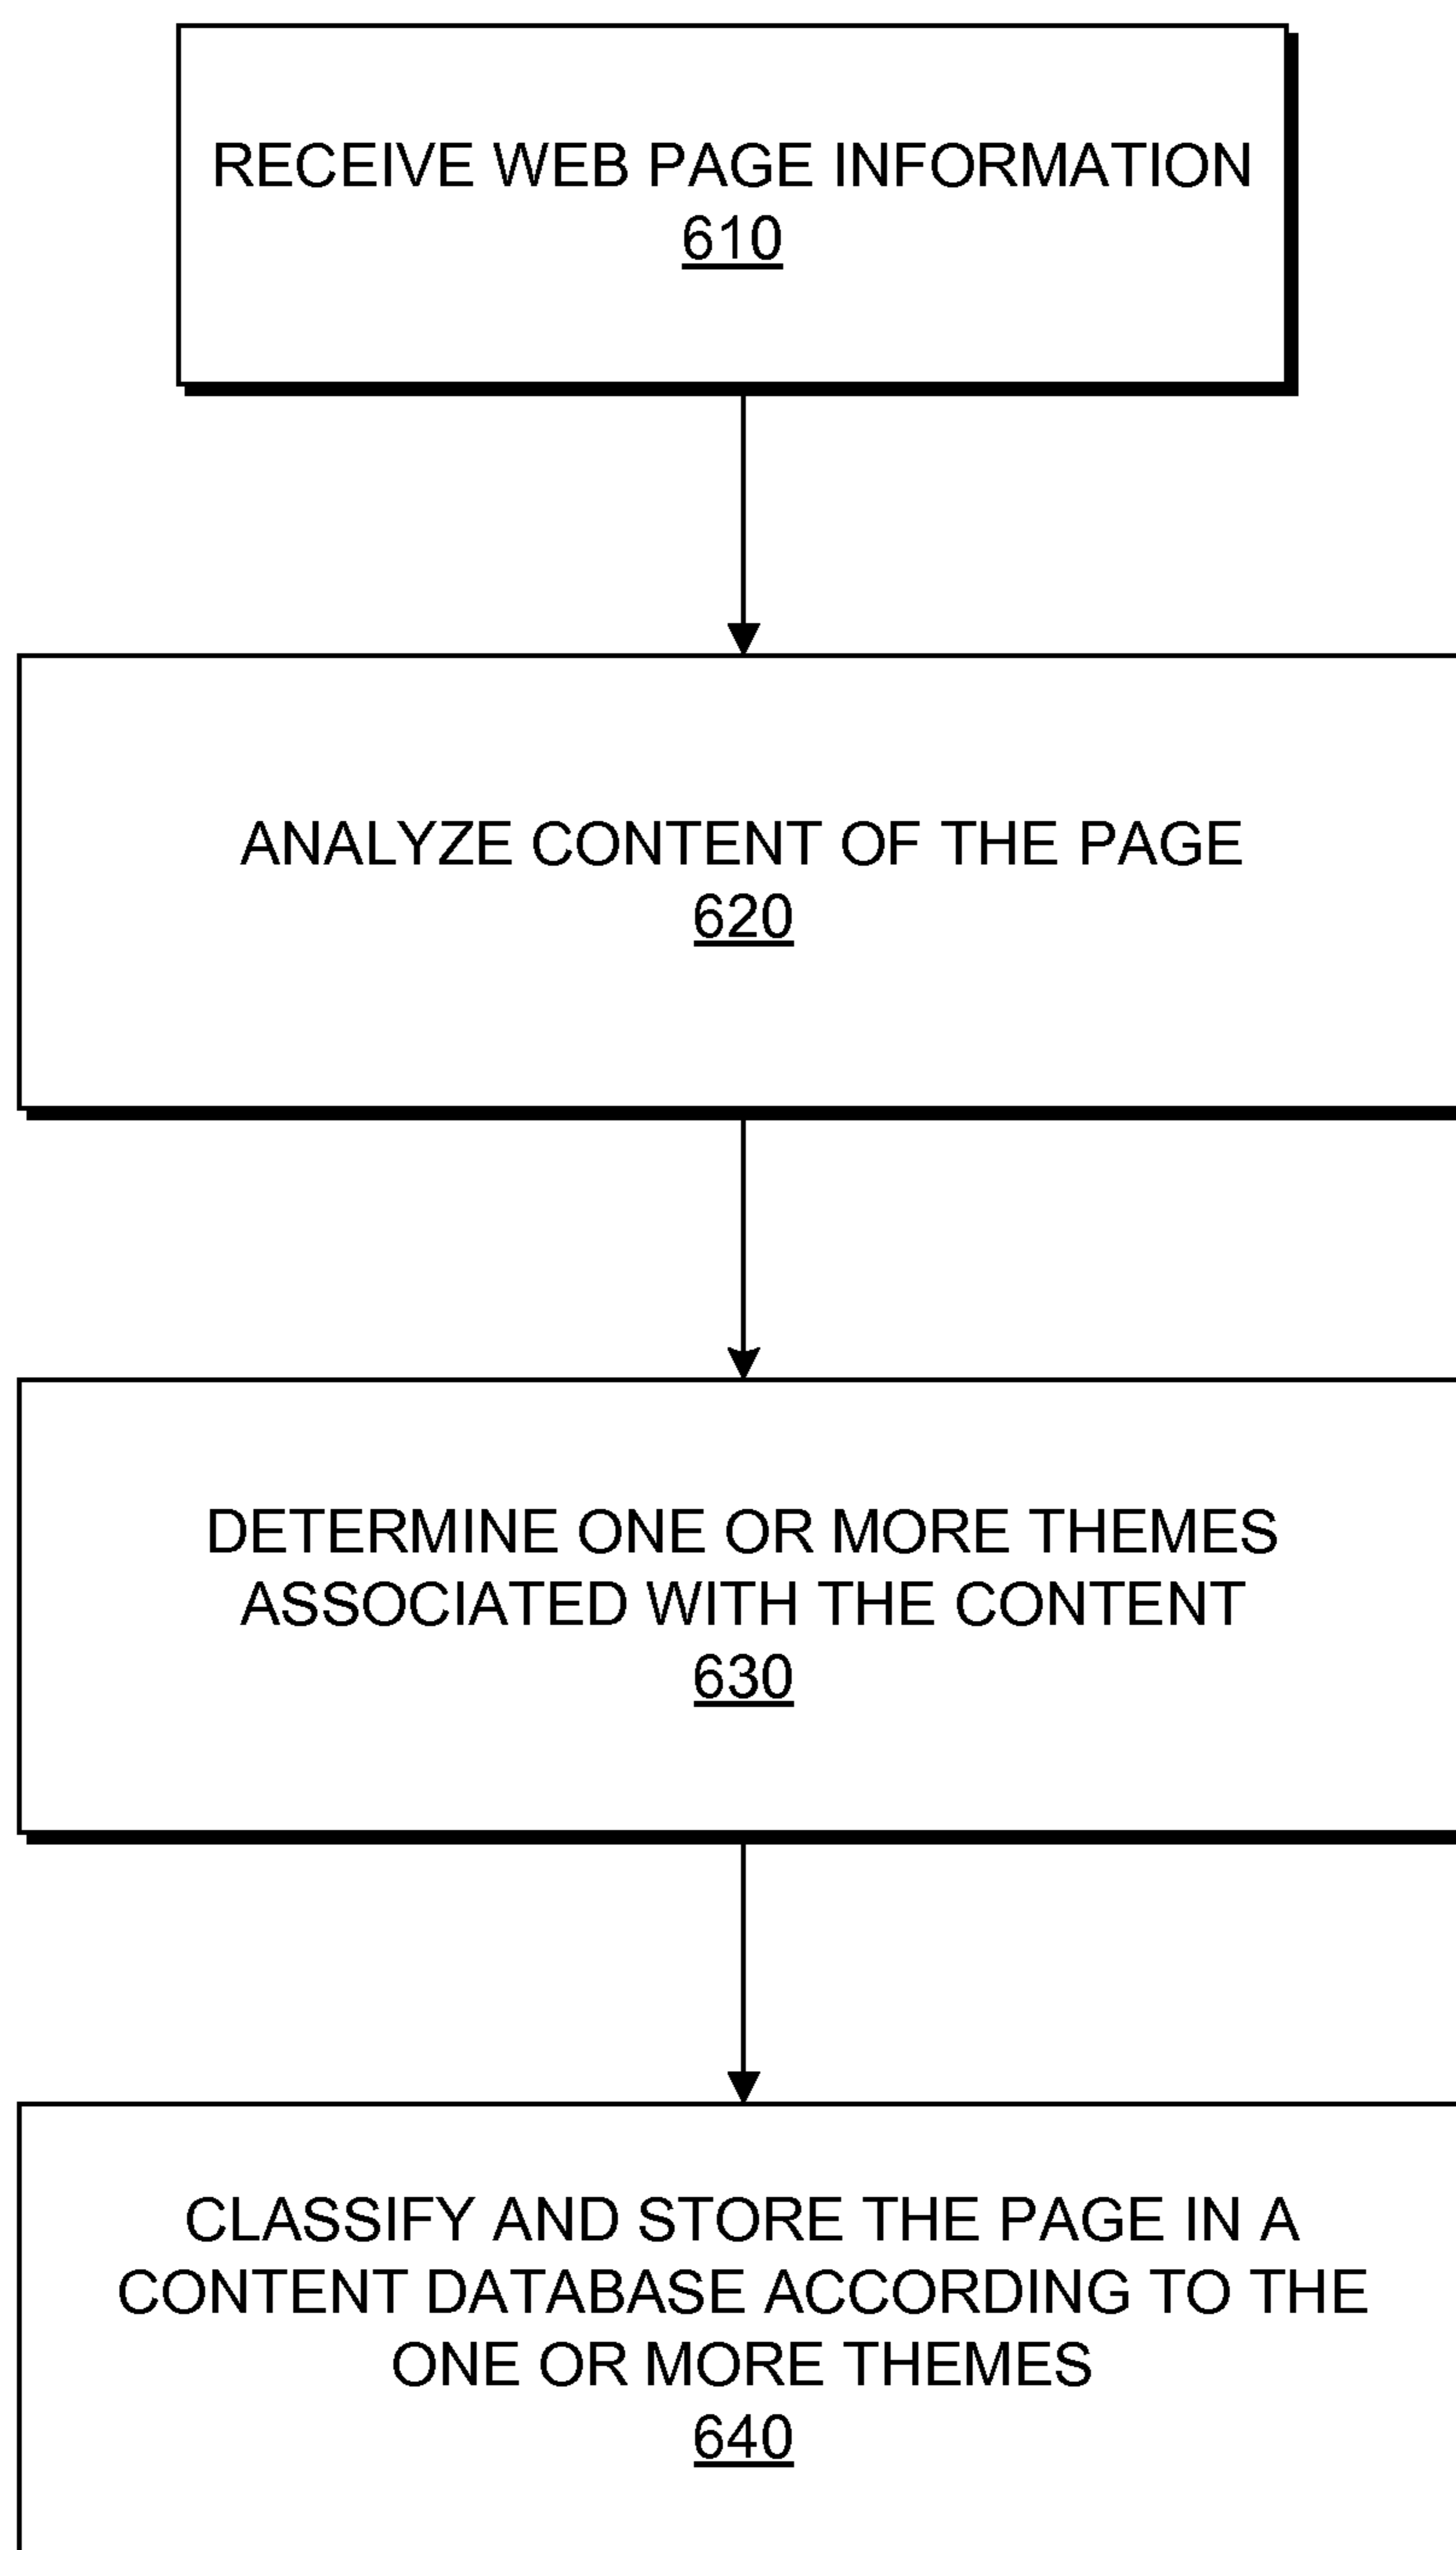 RECEIVE WEB PAGE INFORMATION
610
ANALYZE CONTENT OF THE PAGE
620
DETERMINE ONE OR MORE THEMES
ASSOCIATED WITH THE CONTENT
630
CLASSIFY AND STORE THE PAGE IN A
CONTENT DATABASE ACCORDING TO THE
ONE OR MORE THEMES
640